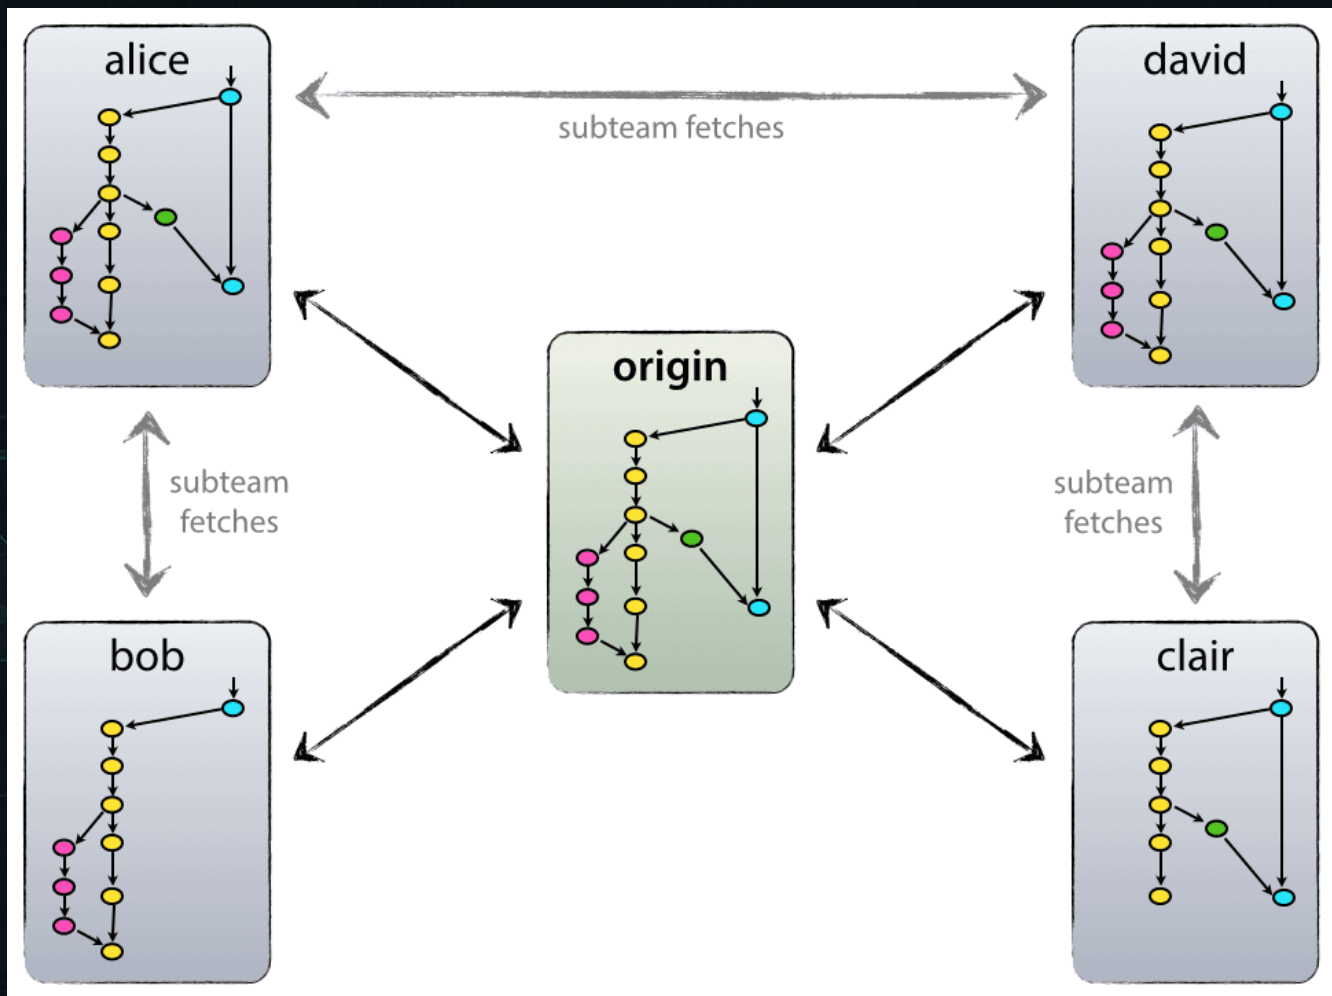 alice
david
subteam fetches
origin
subteam
fetches
subteam
fetches
bob
clair